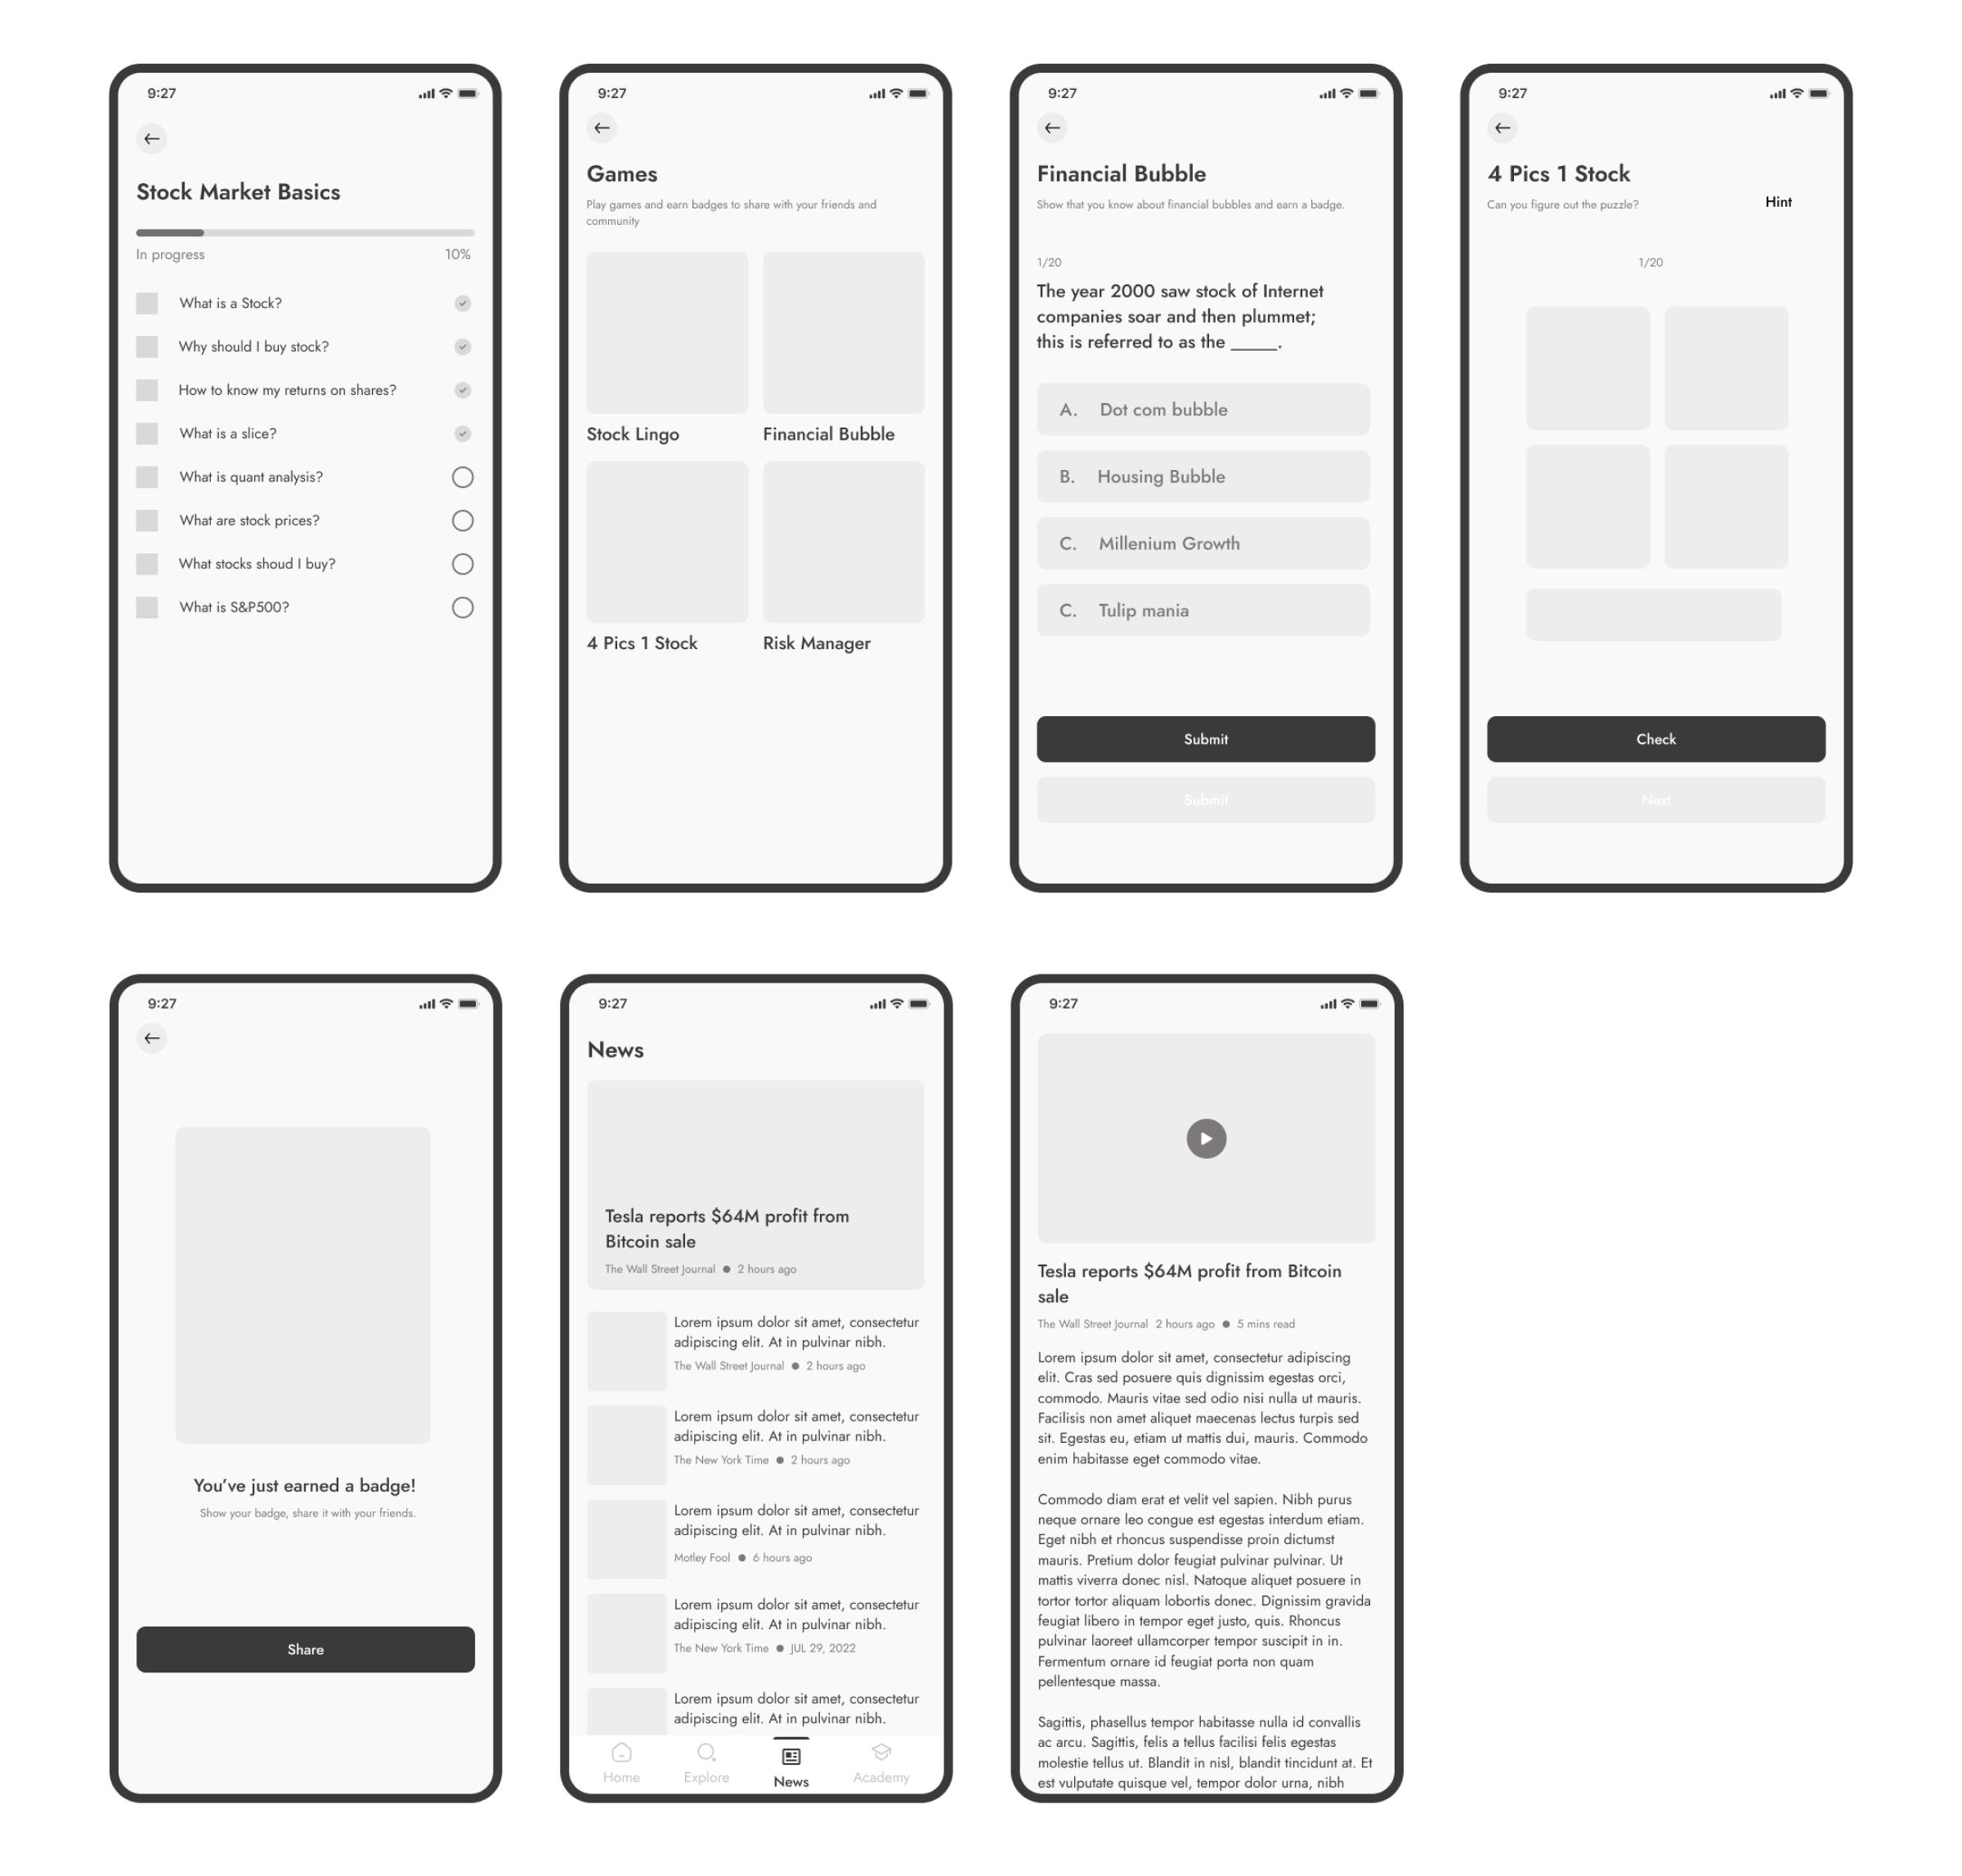 9:27
Stock Market Basics
In progress 10%
What is a Stock?
Why should I buy stock?
How to know my returns on shares?
What is a slice?
What is quant analysis?
What are stock prices?
What stocks shoud I buy?
What is S&P500?
9:27
Games
Play games and earn badges to share with your friends and
community
Stock Lingo Financial Bubble
4 Pics 1 Stock Risk Manager
9:27
Financial Bubble
Show that you know about financial bubbles and earn a badge.
1/20
The year 2000 saw stock of Internet
companies soar and then plummet;
this is referred to as the _____.
A. Dot com bubble
B. Housing Bubble
C. Millenium Growth
C. Tulip mania
Submit
Submit
9:27
4 Pics 1 Stock
Can you figure out the puzzle? Hint
1/20
Check
Next
9:27
You've just earned a badge!
Show your badge, share it with your friends.
Share
9:27
News
Tesla reports $64M profit from
Bitcoin sale
The Wall Street Journal ● 2 hours ago
Lorem ipsum dolor sit amet, consectetur
adipiscing elit. At in pulvinar nibh.
The Wall Street Journal ● 2 hours ago
Lorem ipsum dolor sit amet, consectetur
adipiscing elit. At in pulvinar nibh.
The New York Time ● 2 hours ago
Lorem ipsum dolor sit amet, consectetur
adipiscing elit. At in pulvinar nibh.
Motley Fool ● 6 hours ago
Lorem ipsum dolor sit amet, consectetur
adipiscing elit. At in pulvinar nibh.
The New York Time ● JUL 29, 2022
Lorem ipsum dolor sit amet, consectetur
adipiscing elit. At in pulvinar nibh.
Home Explore News Academy
9:27
Tesla reports $64M profit from Bitcoin
sale
The Wall Street Journal 2 hours ago ● 5 mins read
Lorem ipsum dolor sit amet, consectetur adipiscing
elit. Cras sed posuere quis dignissim egestas orci,
commodo. Mauris vitae sed odio nisi nulla ut mauris.
Facilisis non amet aliquet maecenas lectus turpis sed
sit. Egestas eu, etiam ut mattis dui, mauris. Commodo
enim habitasse eget commodo vitae.
Commodo diam erat et velit vel sapien. Nibh purus
neque ornare leo congue est egestas interdum etiam.
Eget nibh et rhoncus suspendisse proin dictumst
mauris. Pretium dolor feugiat pulvinar pulvinar. Ut
mattis viverra donec nisl. Natoque aliquet posuere in
tortor tortor aliquam lobortis donec. Dignissim gravida
feugiat libero in tempor eget justo, quis. Rhoncus
pulvinar laoreet ullamcorper tempor suscipit in in.
Fermentum ornare id feugiat porta non quam
pellentesque massa.
Sagittis, phasellus tempor habitasse nulla id convallis
ac arcu. Sagittis, felis a tellus facilisi felis egestas
molestie tellus ut. Blandit in nisl, blandit tincidunt at. Et
est vulputate quisque vel, tempor dolor urna, nibh